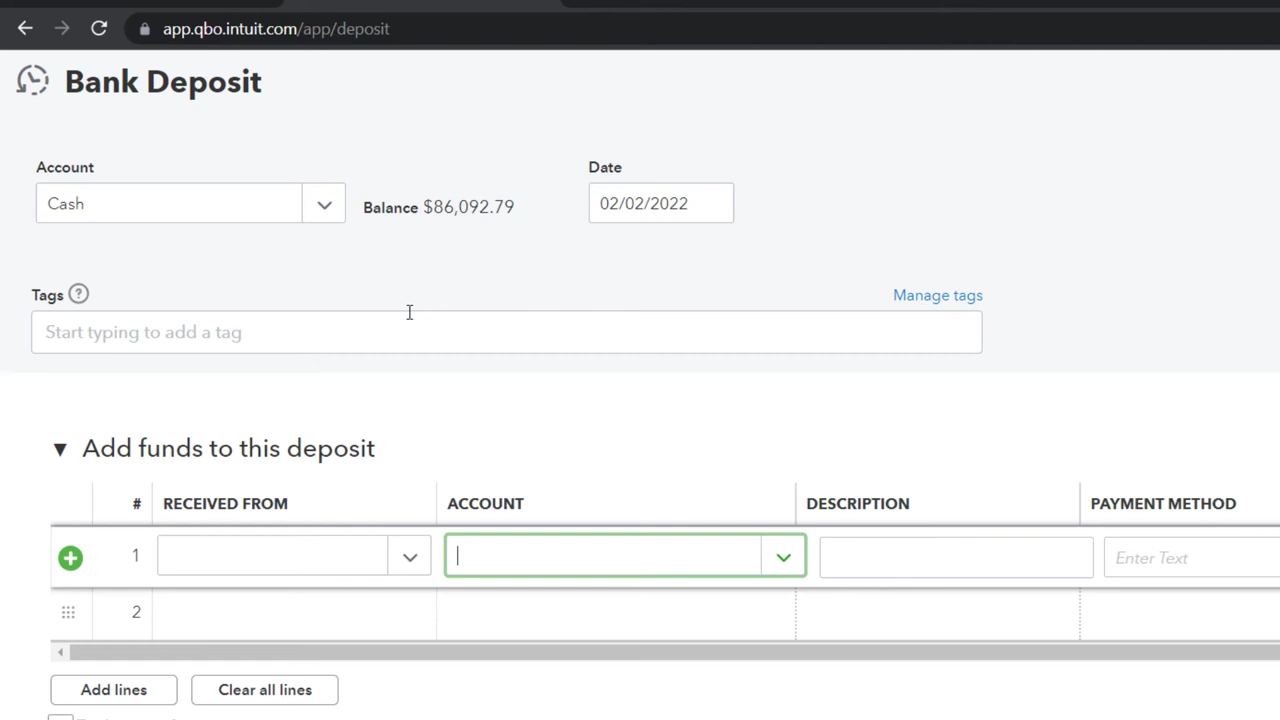 app.qbo.intuit.com/app/deposit
Bank Deposit
Account
Date
Cash
Balance $86,092.79
02/02/2022
Tags ?
Manage tags
Start typing to add a tag
Add funds to this deposit
# RECEIVED FROM ACCOUNT DESCRIPTION PAYMENT METHOD
1
Enter Text
2
Add lines
Clear all lines